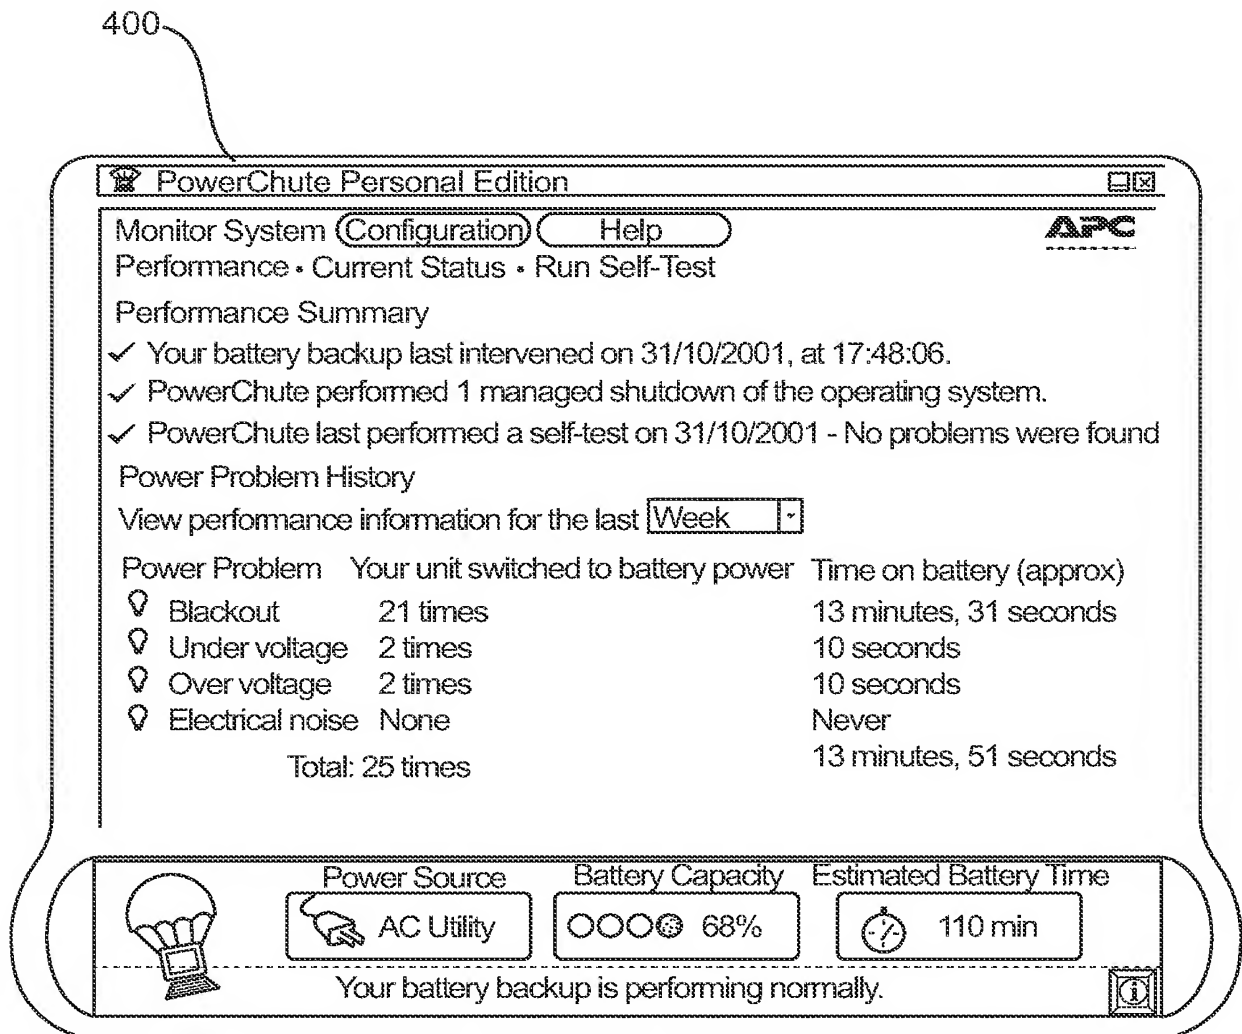 400
PowerChute Personal Edition
Monitor System Configuration Help APC
Performance • Current Status • Run Self-Test
Performance Summary
✓ Your battery backup last intervened on 31/10/2001, at 17:48:06.
✓ PowerChute performed 1 managed shutdown of the operating system.
✓ PowerChute last performed a self-test on 31/10/2001 - No problems were found
Power Problem History
View performance information for the last Week
Power Problem Your unit switched to battery power Time on battery (approx)
Blackout 21 times 13 minutes, 31 seconds
Under voltage 2 times 10 seconds
Over voltage 2 times 10 seconds
Electrical noise None Never
Total: 25 times 13 minutes, 51 seconds
Power Source Battery Capacity Estimated Battery Time
AC Utility 68% 110 min
Your battery backup is performing normally.